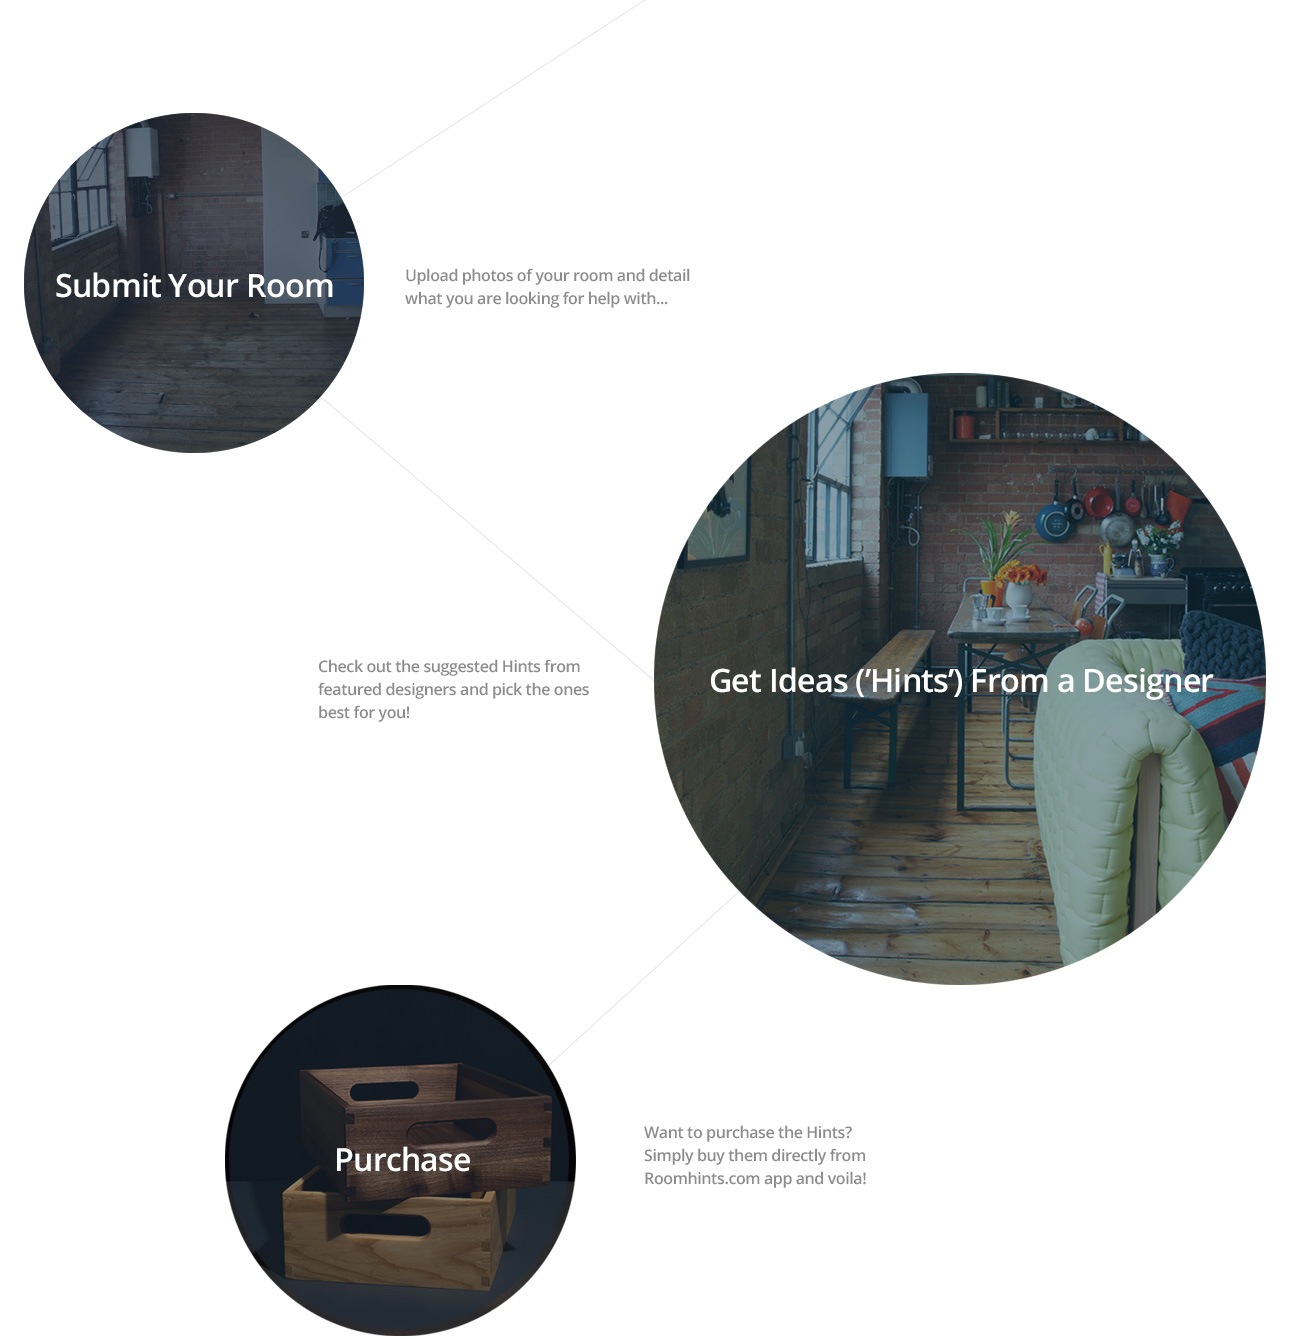 Submit Your Room
Upload photos of your room and detail
what you are looking for help with...
Get Ideas (’Hints’) From a Designer
Check out the suggested Hints from
featured designers and pick the ones
best for you!
Purchase
Want to purchase the Hints?
Simply buy them directly from
Roomhints.com app and voila!